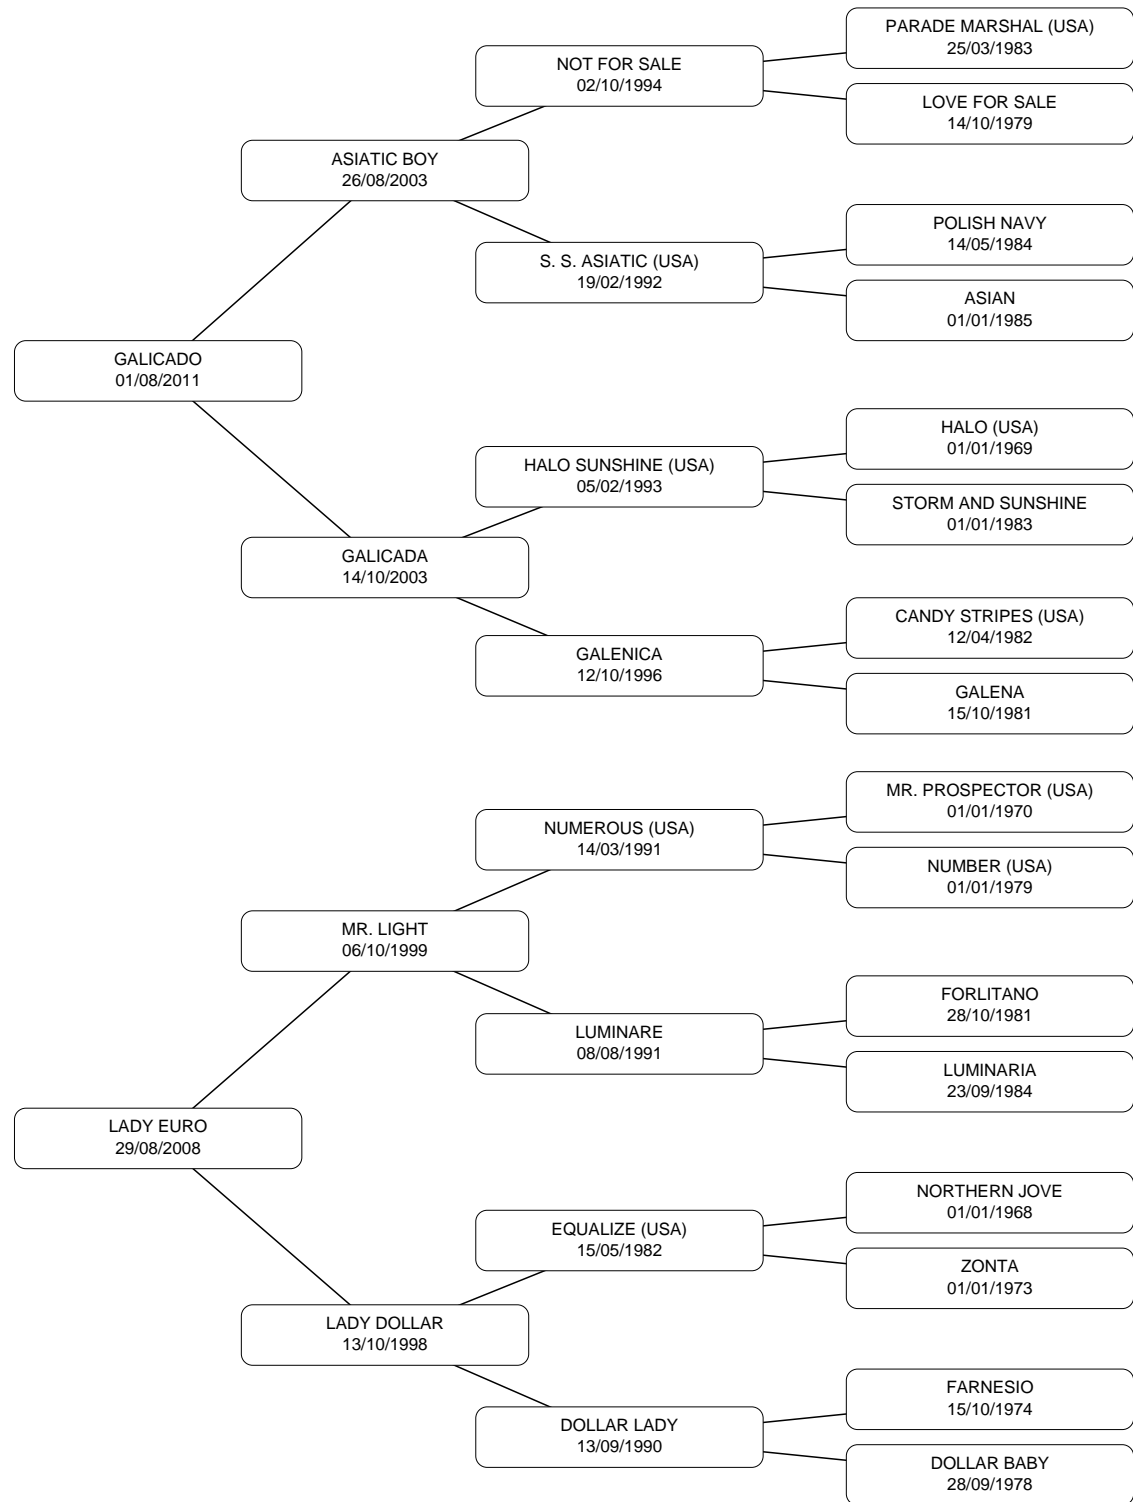 PARADE MARSHAL (USA)
25/03/1983
NOT FOR SALE
02/10/1994
LOVE FOR SALE
14/10/1979
ASIATIC BOY
26/08/2003
POLISH NAVY
14/05/1984
S. S. ASIATIC (USA)
19/02/1992
ASIAN
01/01/1985
GALICADO
01/08/2011
HALO (USA)
01/01/1969
HALO SUNSHINE (USA)
05/02/1993
STORM AND SUNSHINE
01/01/1983
GALICADA
14/10/2003
CANDY STRIPES (USA)
12/04/1982
GALENICA
12/10/1996
GALENA
15/10/1981
MR. PROSPECTOR (USA)
01/01/1970
NUMEROUS (USA)
14/03/1991
NUMBER (USA)
01/01/1979
MR. LIGHT
06/10/1999
FORLITANO
28/10/1981
LUMINARE
08/08/1991
LUMINARIA
23/09/1984
LADY EURO
29/08/2008
NORTHERN JOVE
01/01/1968
EQUALIZE (USA)
15/05/1982
ZONTA
01/01/1973
LADY DOLLAR
13/10/1998
FARNESIO
15/10/1974
DOLLAR LADY
13/09/1990
DOLLAR BABY
28/09/1978